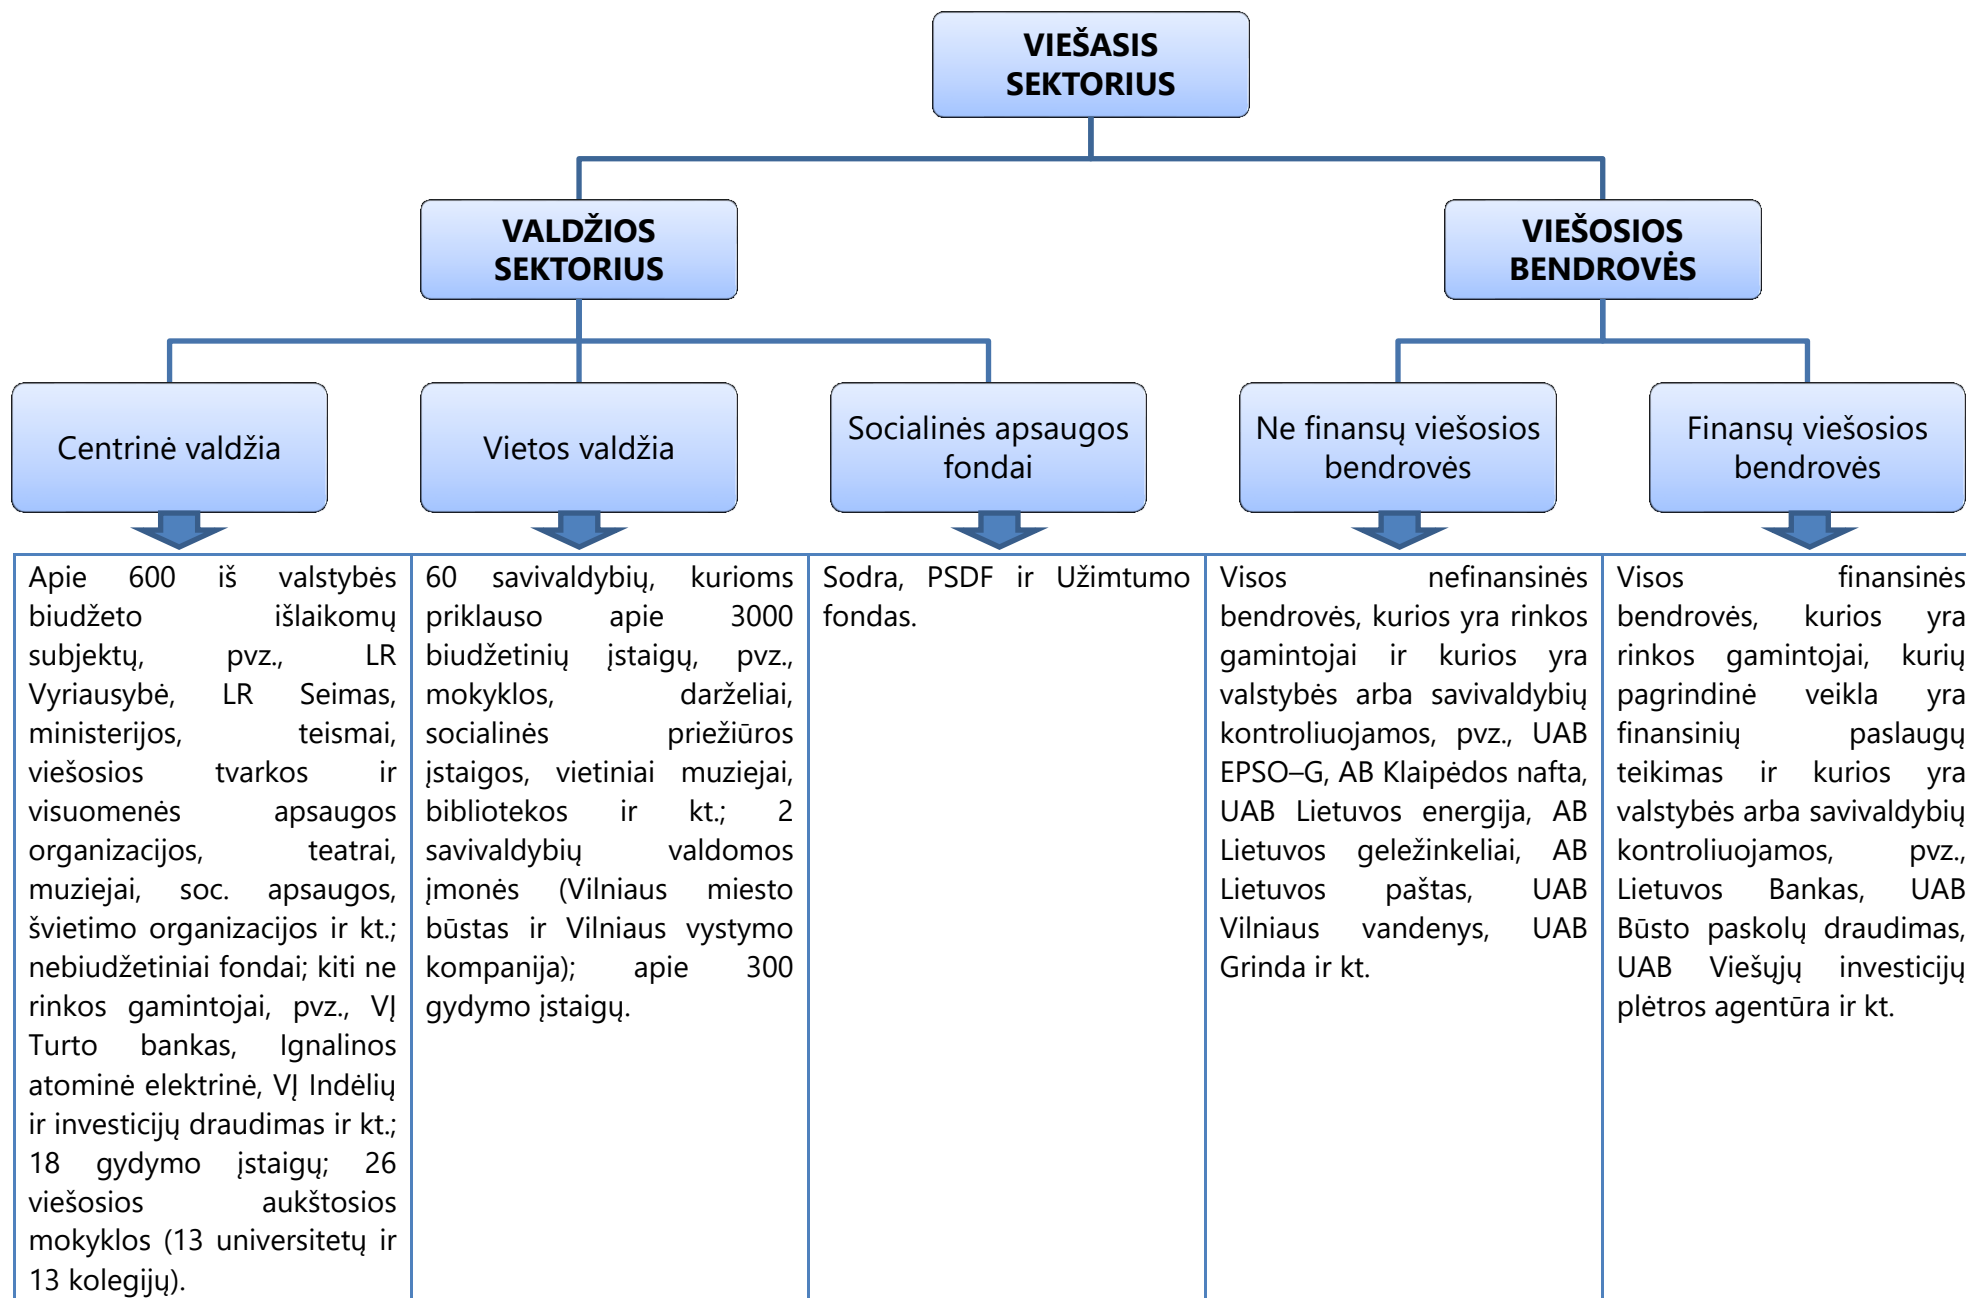 VIEŠASIS
SEKTORIUS
VALDŽIOS
SEKTORIUS
VIEŠOSIOS
BENDROVĖS
Centrinė valdžia
Vietos valdžia
Socialinės apsaugos
fondai
Ne finansų viešosios
bendrovės
Finansų viešosios
bendrovės
Apie 600 iš valstybės
biudžeto išlaikomų
subjektų, pvz., LR
Vyriausybė, LR Seimas,
ministerijos, teismai,
viešosios tvarkos ir
visuomenės apsaugos
organizacijos, teatrai,
muziejai, soc. apsaugos,
švietimo organizacijos ir kt.;
nebiudžetiniai fondai; kiti ne
rinkos gamintojai, pvz., VĮ
Turto bankas, Ignalinos
atominė elektrinė, VĮ Indėlių
ir investicijų draudimas ir kt.;
18 gydymo įstaigų; 26
viešosios aukštosios
mokyklos (13 universitetų ir
13 kolegijų).
60 savivaldybių, kurioms
priklauso apie 3000
biudžetinių įstaigų, pvz.,
mokyklos, darželiai,
socialinės priežiūros
įstaigos, vietiniai muziejai,
bibliotekos ir kt.; 2
savivaldybių valdomos
įmonės (Vilniaus miesto
būstas ir Vilniaus vystymo
kompanija); apie 300
gydymo įstaigų.
Sodra, PSDF ir Užimtumo
fondas.
Visos nefinansinės
bendrovės, kurios yra rinkos
gamintojai ir kurios yra
valstybės arba savivaldybių
kontroliuojamos, pvz., UAB
EPSO–G, AB Klaipėdos nafta,
UAB Lietuvos energija, AB
Lietuvos geležinkeliai, AB
Lietuvos paštas, UAB
Vilniaus vandenys, UAB
Grinda ir kt.
Visos finansinės
bendrovės, kurios yra
rinkos gamintojai, kurių
pagrindinė veikla yra
finansinių paslaugų
teikimas ir kurios yra
valstybės arba savivaldybių
kontroliuojamos, pvz.,
Lietuvos Bankas, UAB
Būsto paskolų draudimas,
UAB Viešųjų investicijų
plėtros agentūra ir kt.